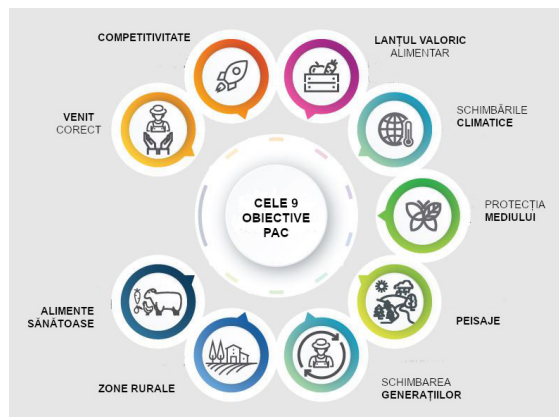 COMPETITIVITATE
LANȚUL VALORIC
ALIMENTAR
VENIT
CORECT
SCHIMBĂRILE
CLIMATICE
CELE 9
OBIECTIVE
PAC
PROTECȚIA
MEDIULUI
ALIMENTE
SĂNĂTOASE
PEISAJE
ZONE RURALE
SCHIMBAREA
GENERAȚIILOR